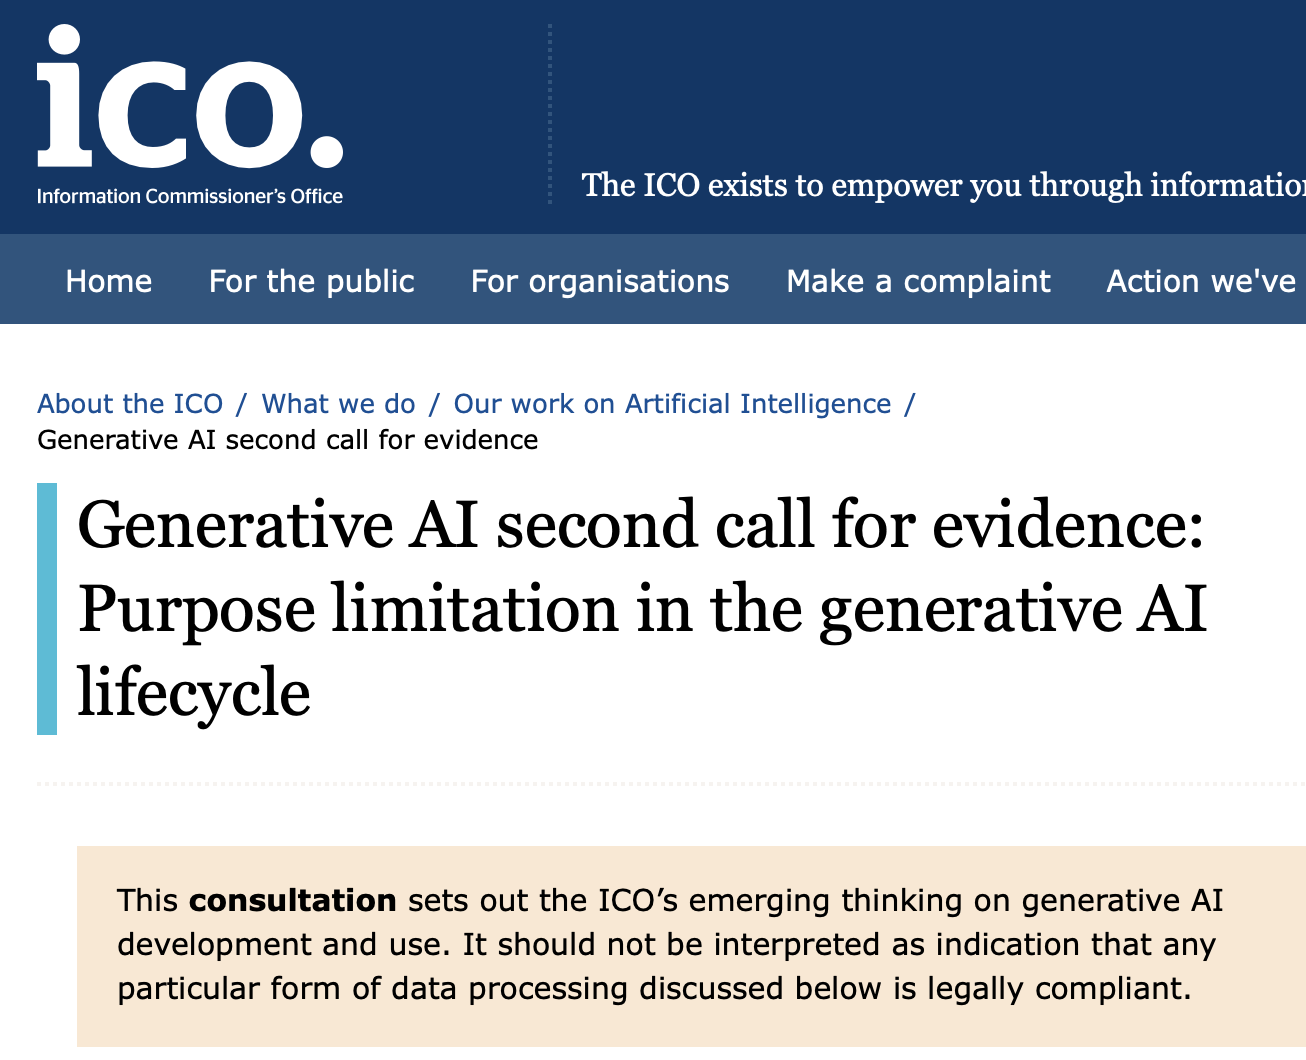 ico.
Information Commissioner's Office
The ICO exists to empower you through
Home For the public For organisations Make a complaint Action we've
About the ICO / What we do / Our work on Artificial Intelligence /
Generative AI second call for evidence
Generative AI second call for evidence:
Purpose limitation in the generative AI
lifecycle
This consultation sets out the ICO’s emerging thinking on generative AI
development and use. It should not be interpreted as indication that any
particular form of data processing discussed below is legally compliant.